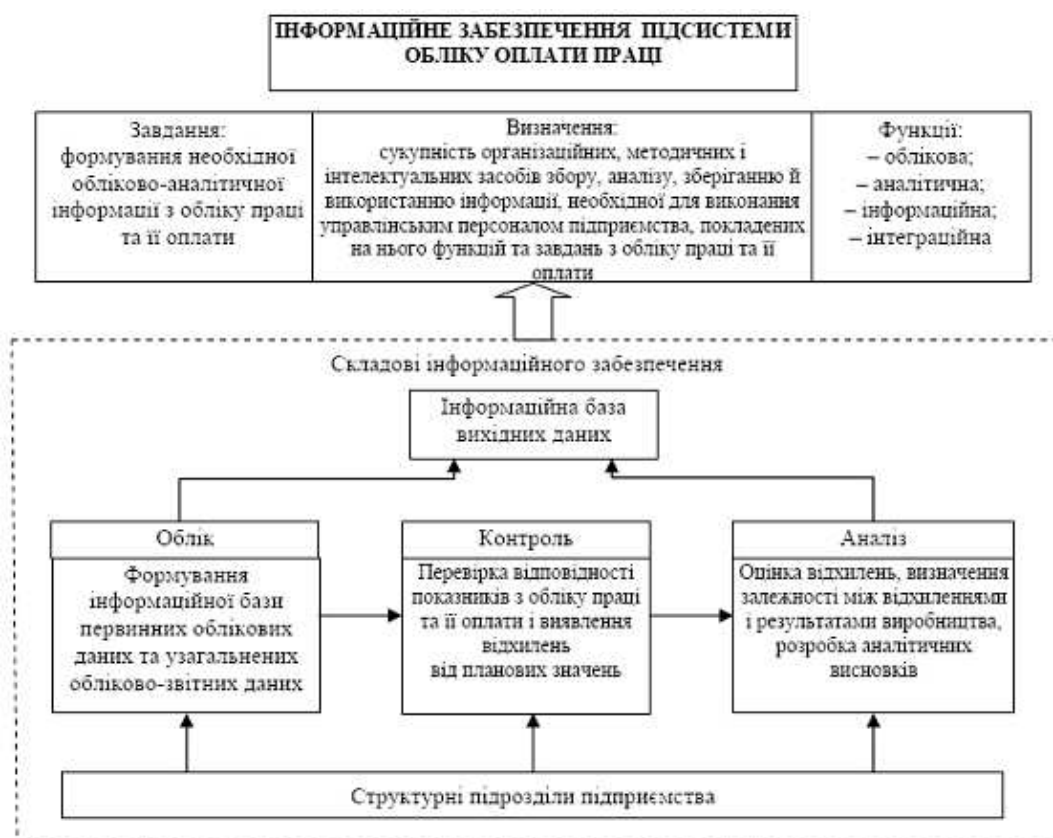 ІНФОРМАЦІЙНЕ ЗАБЕЗПЕЧЕННЯ ПІДСИСТЕМИ
ОБЛІКУ ОПЛАТИ ПРАЦІ
Завдання:
формування необхідної
обліково-аналітичної
інформації з обліку праці
та її оплати
Визначення:
сукупність організаційних, методичних і
інтелектуальних засобів збору, аналізу, зберіганню й
використанню інформації, необхідної для виконання
управлінським персоналом підприємства, покладених
на нього функцій та завдань з обліку праці та її
оплати
Функції:
– облікова;
– аналітична;
– інформаційна;
– інтеграційна
Складові інформаційного забезпечення
Інформаційна база
вихідних даних
Облік
Формування
інформаційної бази
первинних облікових
даних та узагальнених
обліково-звітних даних
Контроль
Перевірка відповідності
показників з обліку праці
та її оплати і виявлення
відхилень
від планових значень
Аналіз
Оцінка відхилень, визначення
залежності між відхиленнями
і результатами виробництва,
розробка аналітичних
висновків
Структурні підрозділи підприємства